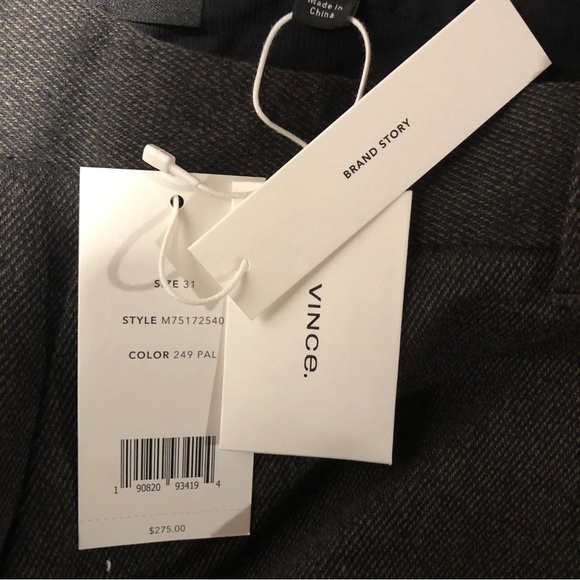 Made in
China
BRAND STORY
VINCE.
SIZE 31
STYLE M75172540
COLOR 249 PAL
1 90820 93419 4
$275.00